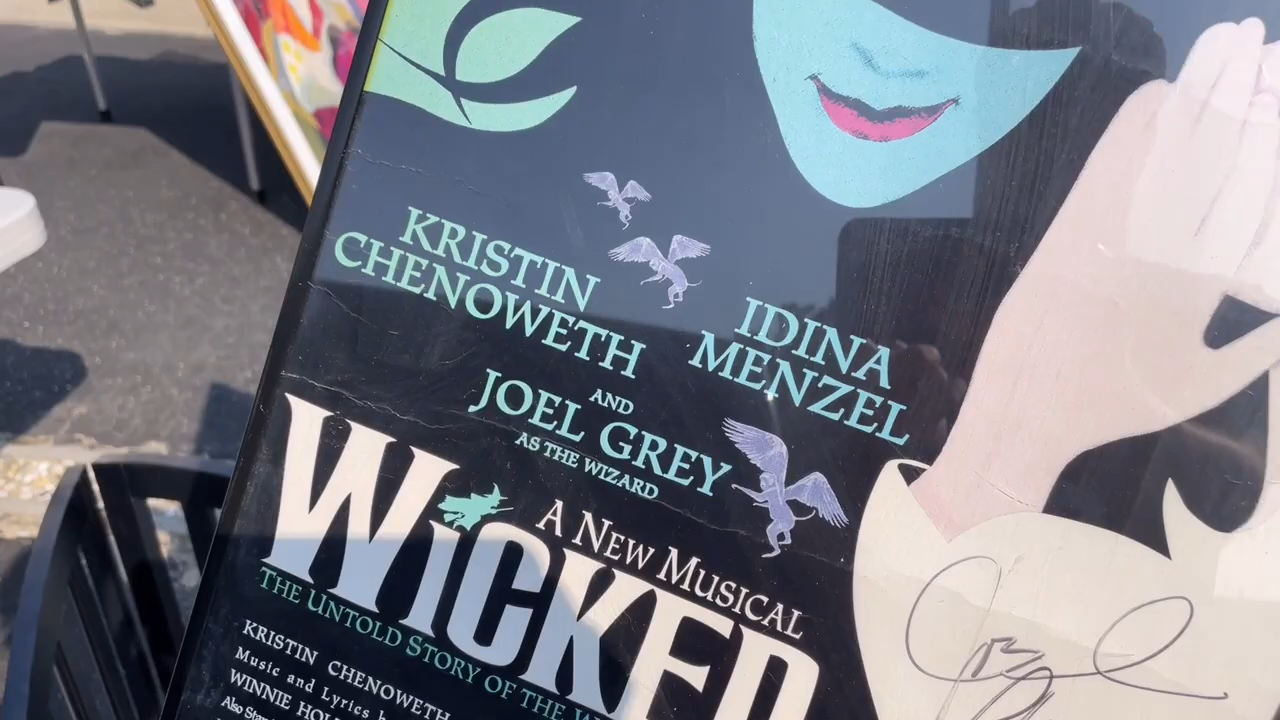 KRISTIN
CHENOWETH
IDINA
MENZEL
AND
JOEL GREY
AS THE WIZARD
A NEW MUSICAL
WICKED
THE UNTOLD STORY OF THE
KRISTIN CHENOWETH
Music and Lyrics
WINNIE
Also